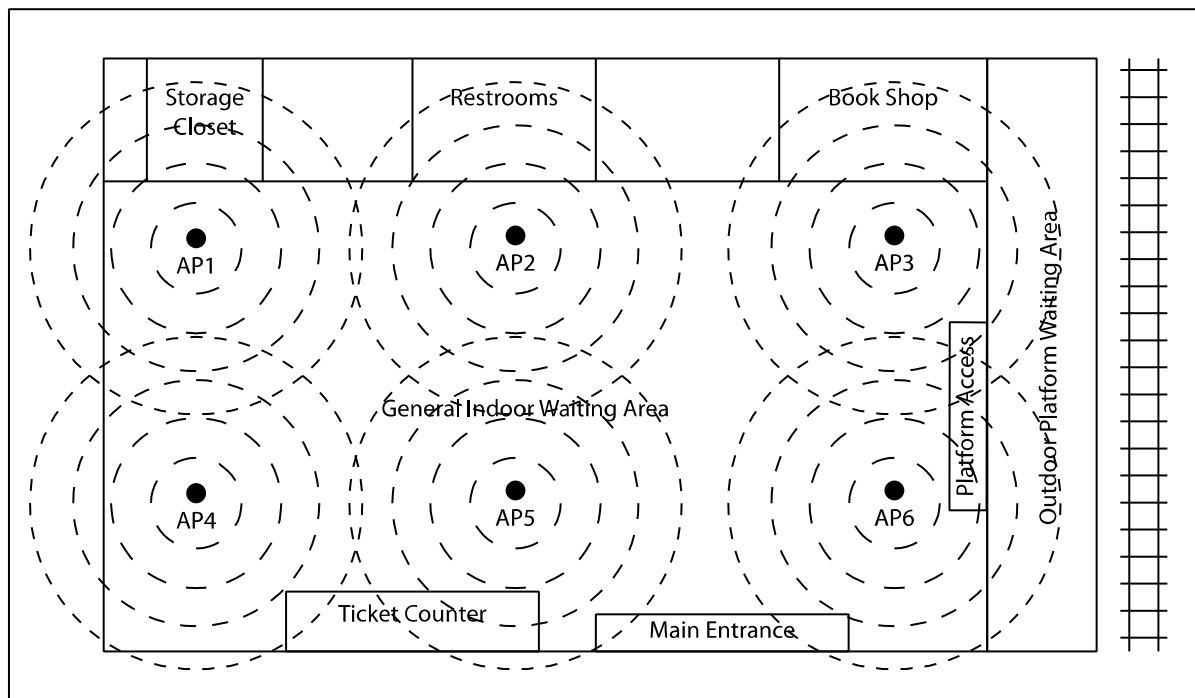 Storage
Closet
Restrooms
Book Shop
AP1
AP2
AP3
Outdoor Platform Waiting Area
Platform Access
General Indoor Waiting Area
AP4
AP5
AP6
Ticket Counter
Main Entrance